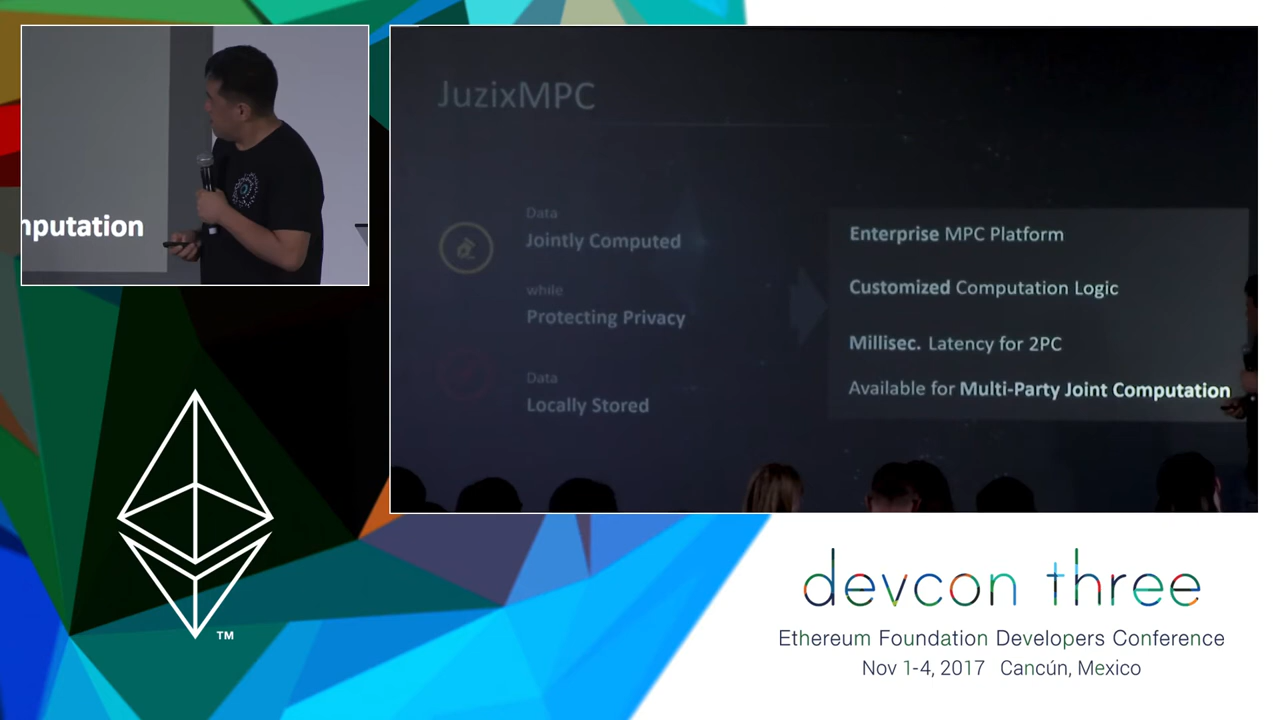 nputation
JuzixMPC
Data
Jointly Computed
while
Protecting Privacy
Data
Locally Stored
Enterprise MPC Platform
Customized Computation Logic
Millisec. Latency for 2PC
Available for Multi-Party Joint Computation
TM
devcon three
Ethereum Foundation Developers Conference
Nov 1-4, 2017 Cancún, Mexico